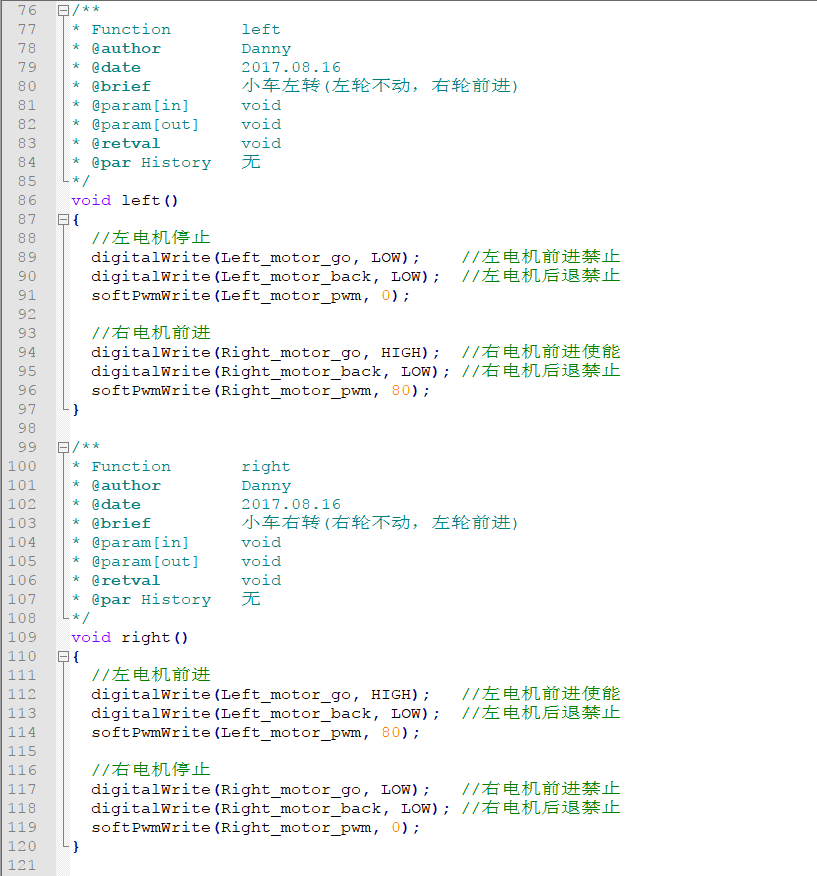 76 /**
77 * Function       left
78 * @author        Danny
79 * @date          2017.08.16
80 * @brief         小车左转(左轮不动，右轮前进)
81 * @param[in]     void
82 * @param[out]    void
83 * @retval        void
84 * @par History   无
85 */
86 void left()
87 {
88   //左电机停止
89   digitalWrite(Left_motor_go, LOW);    //左电机前进禁止
90   digitalWrite(Left_motor_back, LOW);  //左电机后退禁止
91   softPwmWrite(Left_motor_pwm, 0);
92
93   //右电机前进
94   digitalWrite(Right_motor_go, HIGH);  //右电机前进使能
95   digitalWrite(Right_motor_back, LOW); //右电机后退禁止
96   softPwmWrite(Right_motor_pwm, 80);
97 }
98
99 /**
100 * Function       right
101 * @author        Danny
102 * @date          2017.08.16
103 * @brief         小车右转(右轮不动，左轮前进)
104 * @param[in]     void
105 * @param[out]    void
106 * @retval        void
107 * @par History   无
108 */
109 void right()
110 {
111   //左电机前进
112   digitalWrite(Left_motor_go, HIGH);   //左电机前进使能
113   digitalWrite(Left_motor_back, LOW);  //左电机后退禁止
114   softPwmWrite(Left_motor_pwm, 80);
115
116   //右电机停止
117   digitalWrite(Right_motor_go, LOW);   //右电机前进禁止
118   digitalWrite(Right_motor_back, LOW); //右电机后退禁止
119   softPwmWrite(Right_motor_pwm, 0);
120 }
121